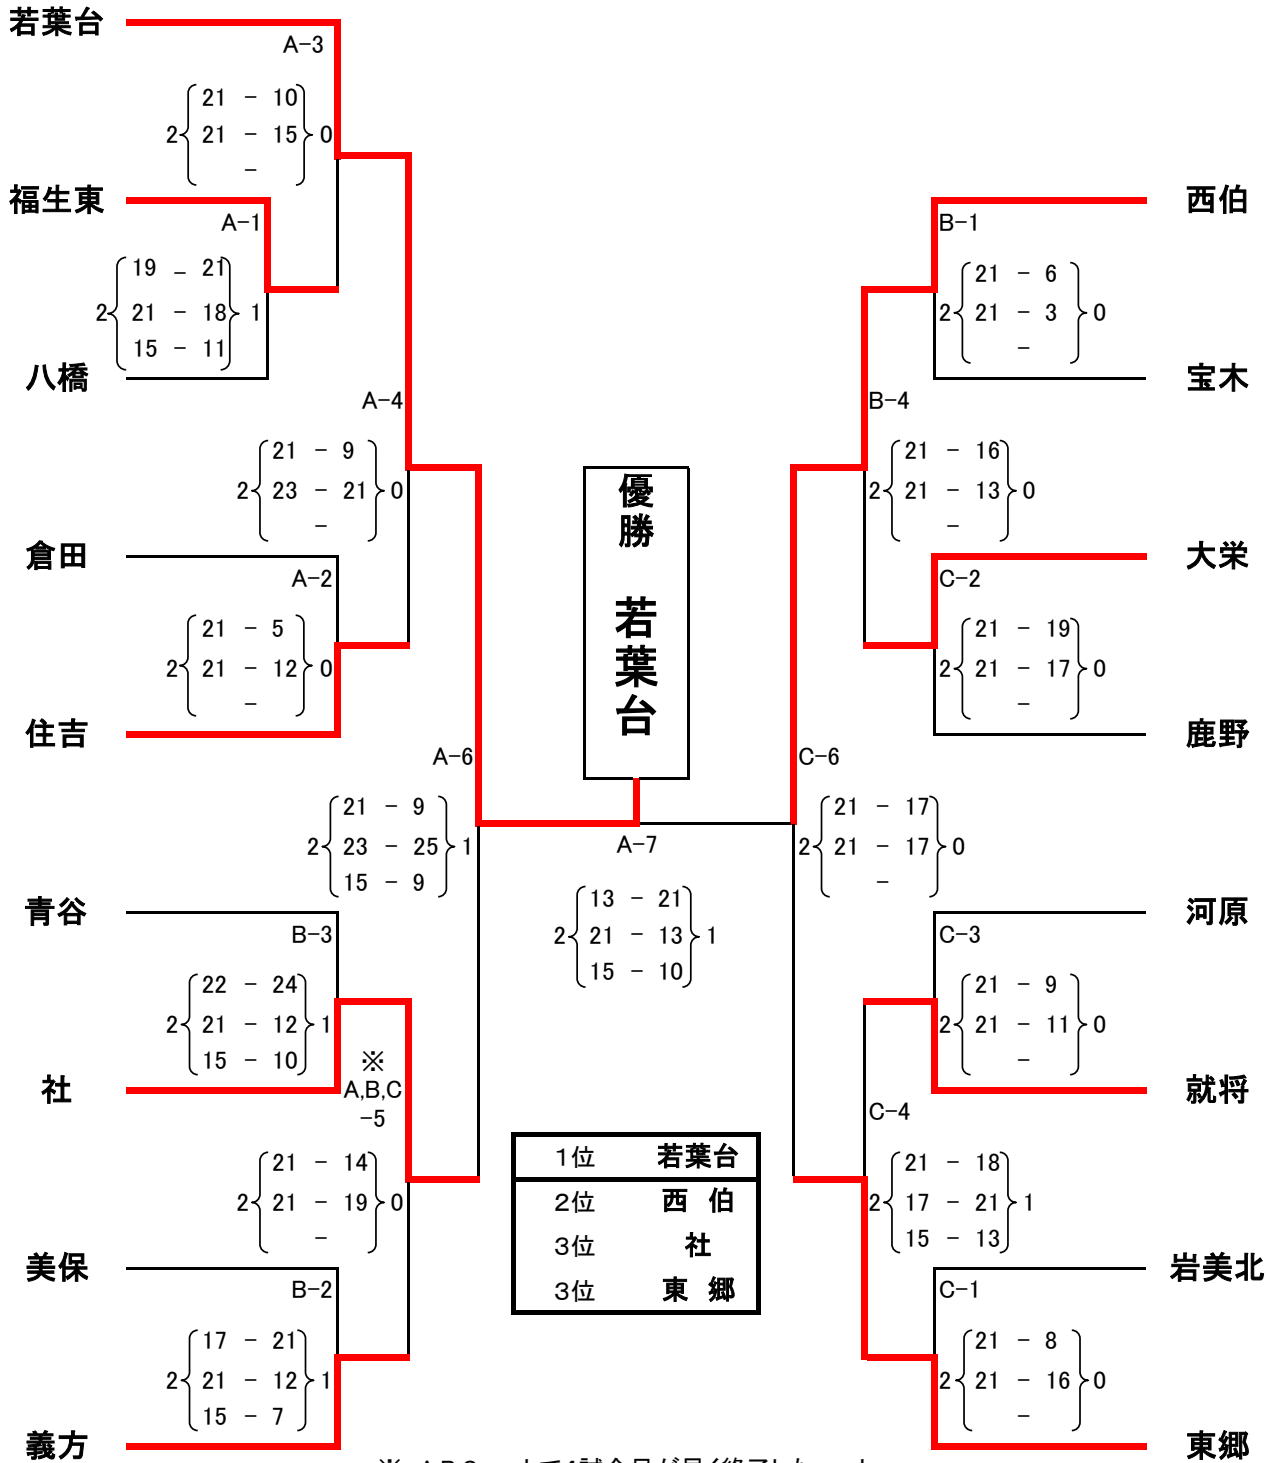 若葉台
A-3
21 - 10
2 21 - 15 0
-
福生東
A-1
19 - 21
2 21 - 18 1
15 - 11
八橋
A-4
21 - 9
2 23 - 21 0
-
倉田
A-2
21 - 5
2 21 - 12 0
-
住吉
A-6
21 - 9
2 23 - 25 1
15 - 9
青谷
B-3
22 - 24
2 21 - 12 1
15 - 10
社
※
A,B,C
-5
21 - 14
2 21 - 19 0
-
美保
B-2
17 - 21
2 21 - 12 1
15 - 7
義方
優勝 若葉台
A-7
13 - 21
2 21 - 13 1
15 - 10
1位 若葉台
2位 西 伯
3位 社
3位 東 郷
西伯
B-1
21 - 6
2 21 - 3 0
-
宝木
B-4
21 - 16
2 21 - 13 0
-
大栄
C-2
21 - 19
2 21 - 17 0
-
鹿野
C-6
21 - 17
2 21 - 17 0
-
河原
C-3
21 - 9
2 21 - 11 0
-
就将
C-4
21 - 18
2 17 - 21 1
15 - 13
岩美北
C-1
21 - 8
2 21 - 16 0
-
東郷